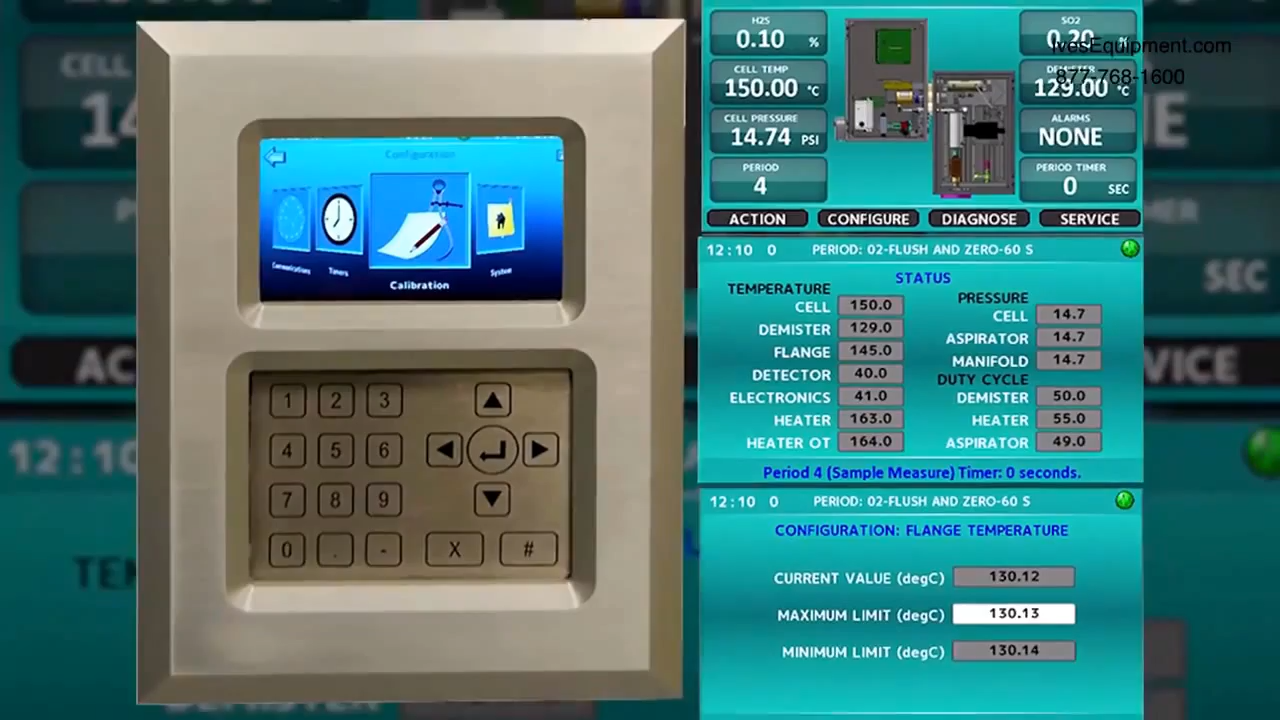 Configuration
Communications
Timers
System
Calibration
1 2 3
4 5 6
7 8 9
0 . - X #
H2S
0.10 %
SO2
0.20 %
IvesEquipment.com
877-768-1600
CELL TEMP
150.00 °C
DEMISTER
129.00 °C
CELL PRESSURE
14.74 PSI
ALARMS
NONE
PERIOD
4
PERIOD TIMER
0 SEC
ACTION CONFIGURE DIAGNOSE SERVICE
12:10 0 PERIOD: 02-FLUSH AND ZERO-60 S
STATUS
TEMPERATURE
CELL 150.0
DEMISTER 129.0
FLANGE 145.0
DETECTOR 40.0
ELECTRONICS 41.0
HEATER 163.0
HEATER OT 164.0
PRESSURE
CELL 14.7
ASPIRATOR 14.7
MANIFOLD 14.7
DUTY CYCLE
DEMISTER 50.0
HEATER 55.0
ASPIRATOR 49.0
Period 4 (Sample Measure) Timer: 0 seconds.
12:10 0 PERIOD: 02-FLUSH AND ZERO-60 S
CONFIGURATION: FLANGE TEMPERATURE
CURRENT VALUE (degC) 130.12
MAXIMUM LIMIT (degC) 130.13
MINIMUM LIMIT (degC) 130.14